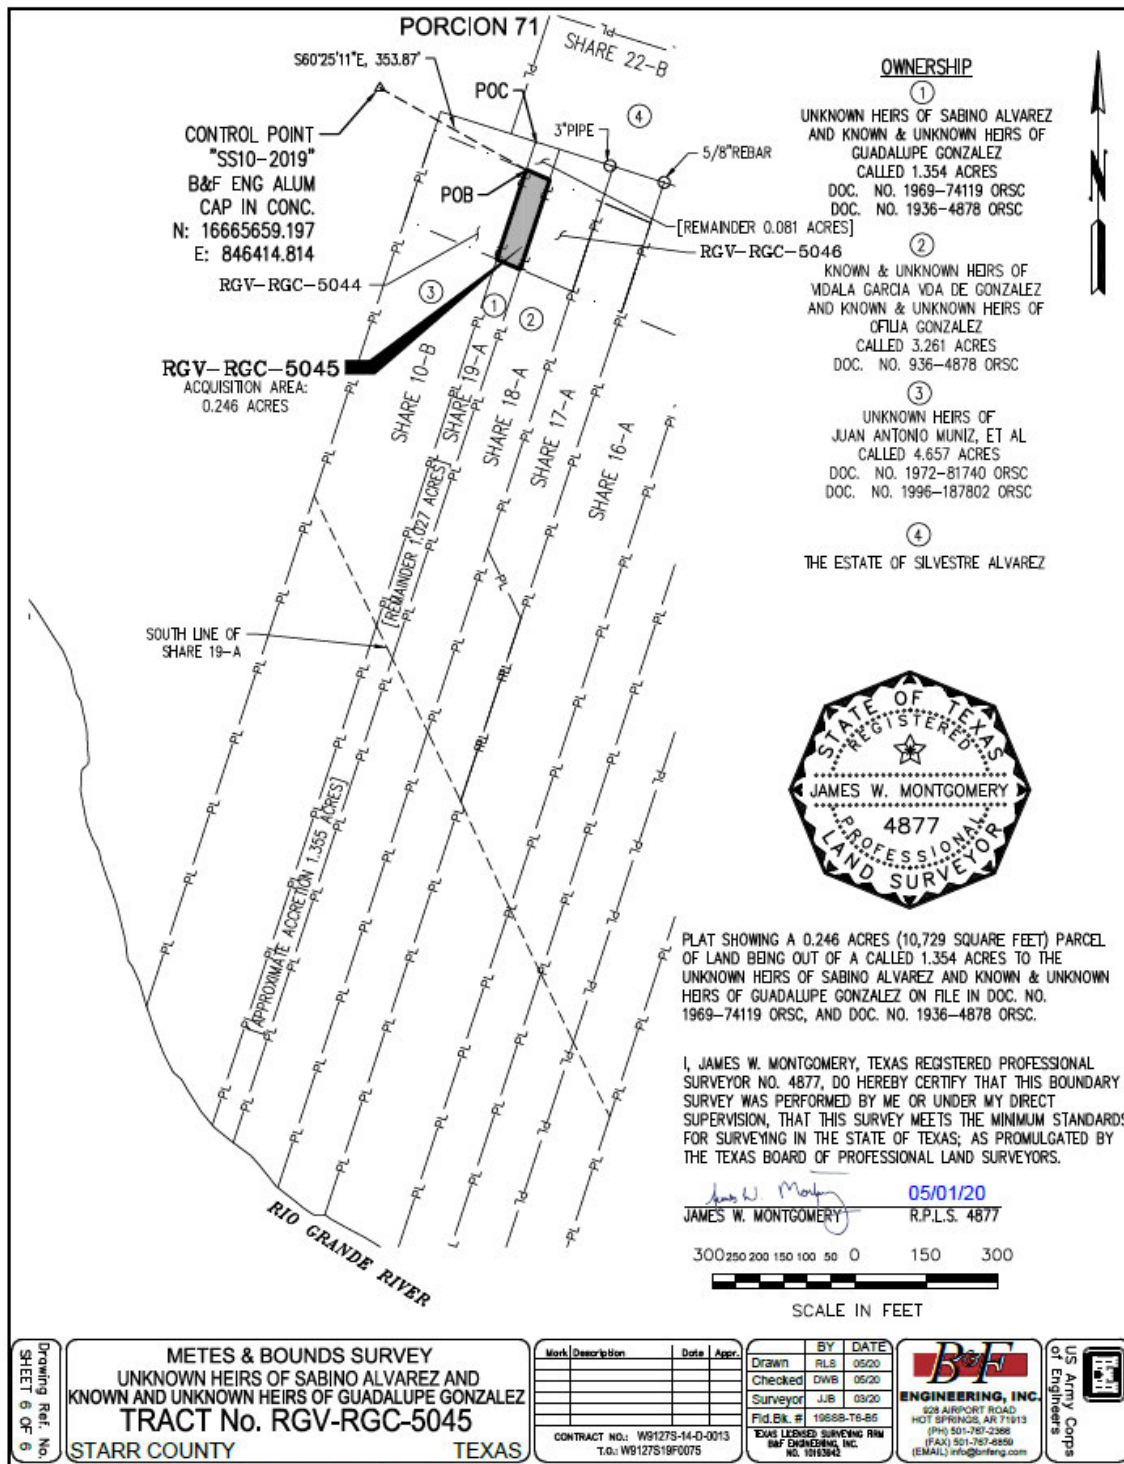 PORCION 71
S60°25'11"E, 353.87'
SHARE 22-B
POC
3"PIPE
4
5/8"REBAR
CONTROL POINT
"SS10-2019"
B&F ENG ALUM
CAP IN CONC.
N: 16665659.197
E: 846414.814
POB
[REMAINDER 0.081 ACRES]
RGV-RGC-5046
RGV-RGC-5044
3
1
2
RGV-RGC-5045
ACQUISITION AREA:
0.246 ACRES
SHARE 10-B
SHARE 19-A
SHARE 18-A
SHARE 17-A
SHARE 16-A
[REMAINDER 1.027 ACRES]
SOUTH LINE OF
SHARE 19-A
[APPROXIMATE ACCRETION 1.355 ACRES]
RIO GRANDE RIVER
OWNERSHIP
1
UNKNOWN HEIRS OF SABINO ALVAREZ
AND KNOWN & UNKNOWN HEIRS OF
GUADALUPE GONZALEZ
CALLED 1.354 ACRES
DOC. NO. 1969-74119 ORSC
DOC. NO. 1936-4878 ORSC
2
KNOWN & UNKNOWN HEIRS OF
VIDALA GARCIA VDA DE GONZALEZ
AND KNOWN & UNKNOWN HEIRS OF
OFILIA GONZALEZ
CALLED 3.261 ACRES
DOC. NO. 936-4878 ORSC
3
UNKNOWN HEIRS OF
JUAN ANTONIO MUNIZ, ET AL
CALLED 4.657 ACRES
DOC. NO. 1972-81740 ORSC
DOC. NO. 1996-187802 ORSC
4
THE ESTATE OF SILVESTRE ALVAREZ
N
STATE OF TEXAS
REGISTERED
JAMES W. MONTGOMERY
4877
PROFESSIONAL
LAND SURVEYOR
PLAT SHOWING A 0.246 ACRES (10,729 SQUARE FEET) PARCEL
OF LAND BEING OUT OF A CALLED 1.354 ACRES TO THE
UNKNOWN HEIRS OF SABINO ALVAREZ AND KNOWN & UNKNOWN
HEIRS OF GUADALUPE GONZALEZ ON FILE IN DOC. NO.
1969-74119 ORSC, AND DOC. NO. 1936-4878 ORSC.
I, JAMES W. MONTGOMERY, TEXAS REGISTERED PROFESSIONAL
SURVEYOR NO. 4877, DO HEREBY CERTIFY THAT THIS BOUNDARY
SURVEY WAS PERFORMED BY ME OR UNDER MY DIRECT
SUPERVISION, THAT THIS SURVEY MEETS THE MINIMUM STANDARDS
FOR SURVEYING IN THE STATE OF TEXAS; AS PROMULGATED BY
THE TEXAS BOARD OF PROFESSIONAL LAND SURVEYORS.
05/01/20
JAMES W. MONTGOMERY R.P.L.S. 4877
300 250 200 150 100 50 0 150 300
SCALE IN FEET
Drawing Ref. No.
SHEET 6 OF 6
METES & BOUNDS SURVEY
UNKNOWN HEIRS OF SABINO ALVAREZ AND
KNOWN AND UNKNOWN HEIRS OF GUADALUPE GONZALEZ
TRACT No. RGV-RGC-5045
STARR COUNTY TEXAS
Mark Description Date Appr.
CONTRACT NO.: W9127S-14-D-0013
T.O.: W9127S19F0075
BY DATE
Drawn RLS 05/20
Checked DWB 05/20
Surveyor JJB 03/20
Fld.Bk. # 19SSB-T6-B5
TEXAS LICENSED SURVEYING FIRM
B&F ENGINEERING, INC.
NO. 10193942
B&F
ENGINEERING, INC.
928 AIRPORT ROAD
HOT SPRINGS, AR 71913
(PH) 501-767-2366
(FAX) 501-767-6859
(EMAIL) info@bnfeng.com
US Army Corps
of Engineers